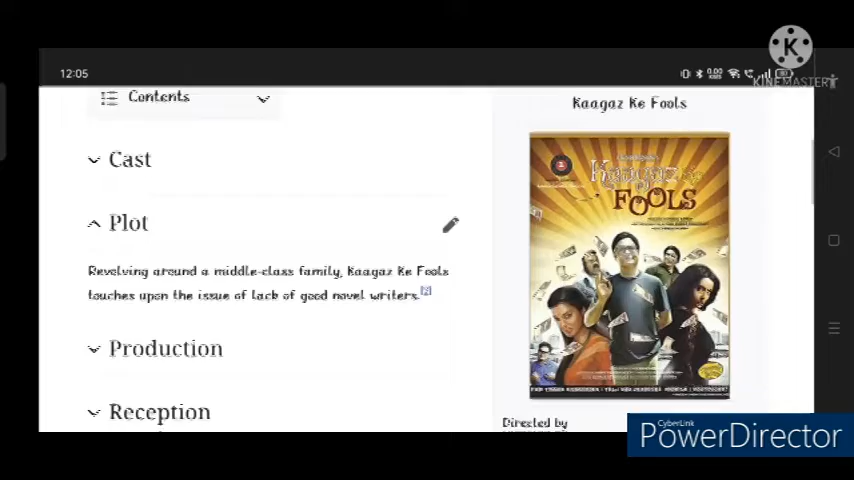 12:05
KINEMASTER
Contents
Kaagaz Ke Fools
Cast
Kaagaz
FOOLS
Plot
Revolving around a middle-class family, Kaagaz Ke Fools
touches upon the issue of lack of good novel writers.[2]
Production
Reception
Directed by
CyberLink
PowerDirector